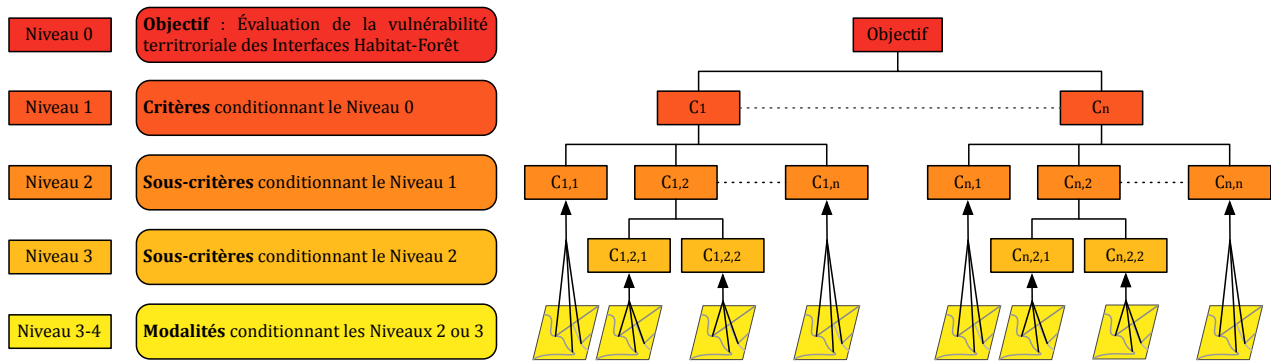 Niveau 0
Objectif : Évaluation de la vulnérabilité
territroriale des Interfaces Habitat-Forêt
Objectif
Niveau 1
Critères conditionnant le Niveau 0
C1
Cn
Niveau 2
Sous-critères conditionnant le Niveau 1
C1,1
C1,2
C1,n
Cn,1
Cn,2
Cn,n
Niveau 3
Sous-critères conditionnant le Niveau 2
C1,2,1
C1,2,2
Cn,2,1
Cn,2,2
Niveau 3-4
Modalités conditionnant les Niveaux 2 ou 3